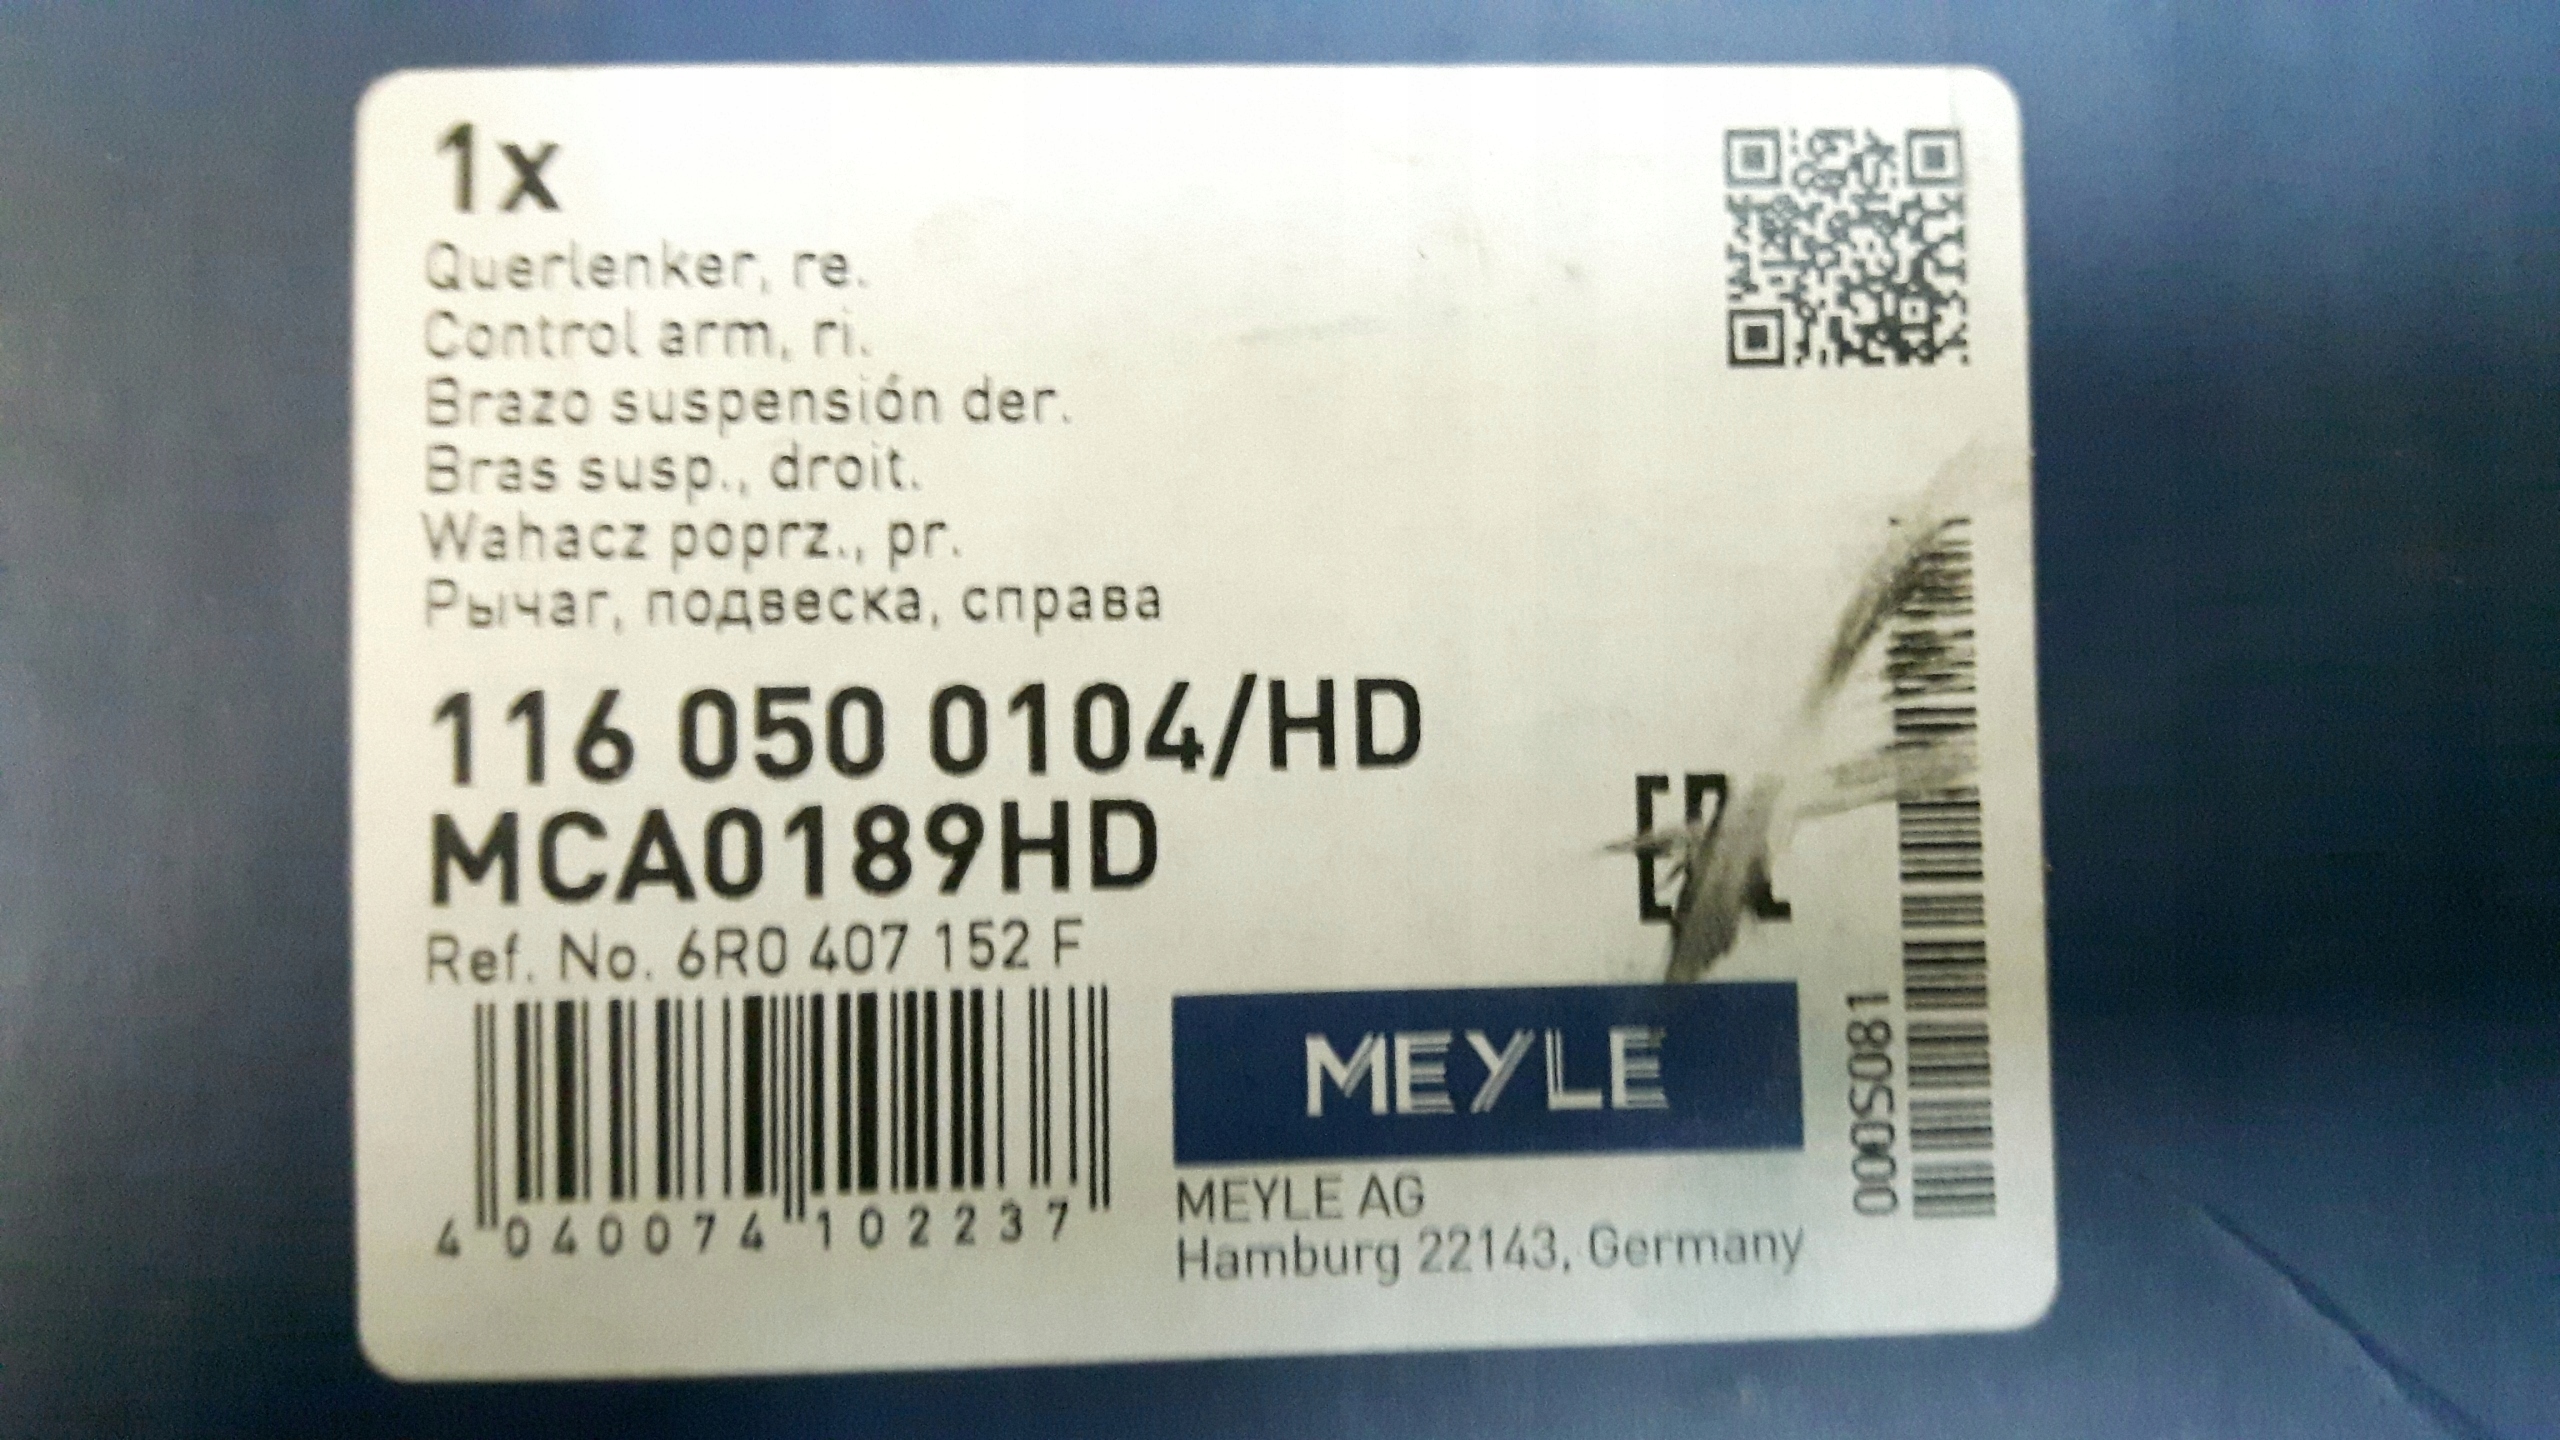 1x
Querlenker, re.
Control arm, ri.
Brazo suspensión der.
Bras susp., droit.
Wahacz poprz., pr.
Рычаг, подвеска, справа
116 050 0104/HD
MCA0189HD
Ref. No. 6R0 407 152 F
4 040074 102237
MEYLE
MEYLE AG
Hamburg 22143, Germany
000S081